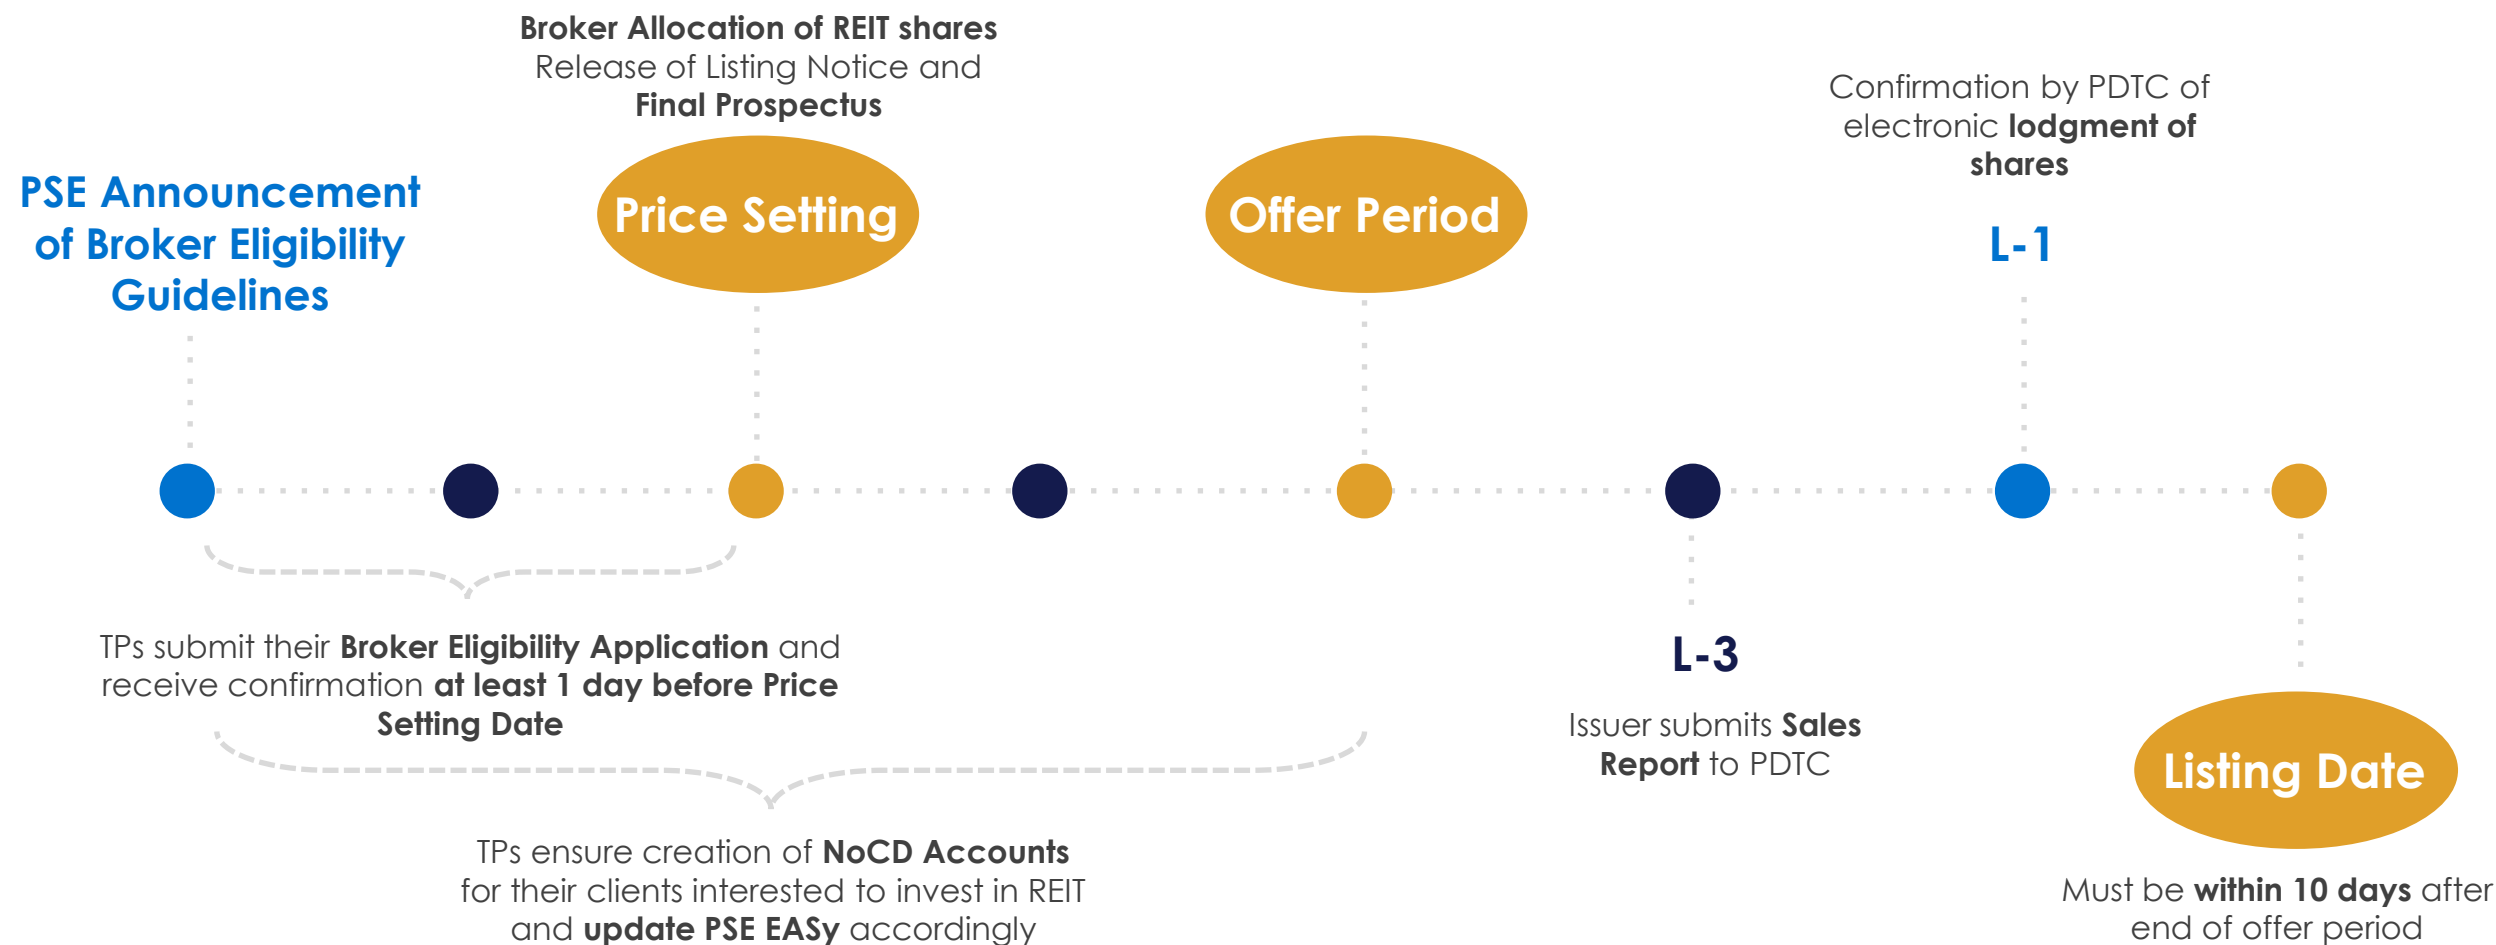 Broker Allocation of REIT shares
Release of Listing Notice and
Final Prospectus
Confirmation by PDTC of
electronic lodgment of
shares
PSE Announcement
of Broker Eligibility
Guidelines
Price Setting
Offer Period
L-1
TPs submit their Broker Eligibility Application and
receive confirmation at least 1 day before Price
Setting Date
L-3
Issuer submits Sales
Report to PDTC
Listing Date
TPs ensure creation of NoCD Accounts
for their clients interested to invest in REIT
and update PSE EASy accordingly
Must be within 10 days after
end of offer period